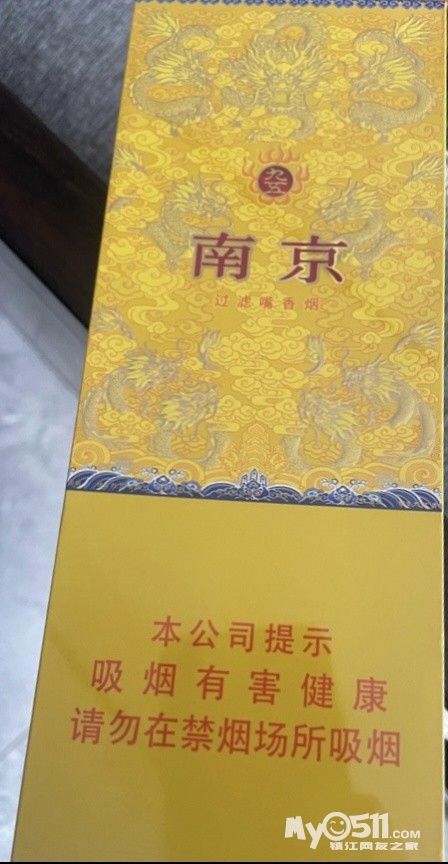 九五
南京
过滤嘴香烟
本公司提示
吸烟有害健康
请勿在禁烟场所吸烟
My0511.com
镇江网友之家